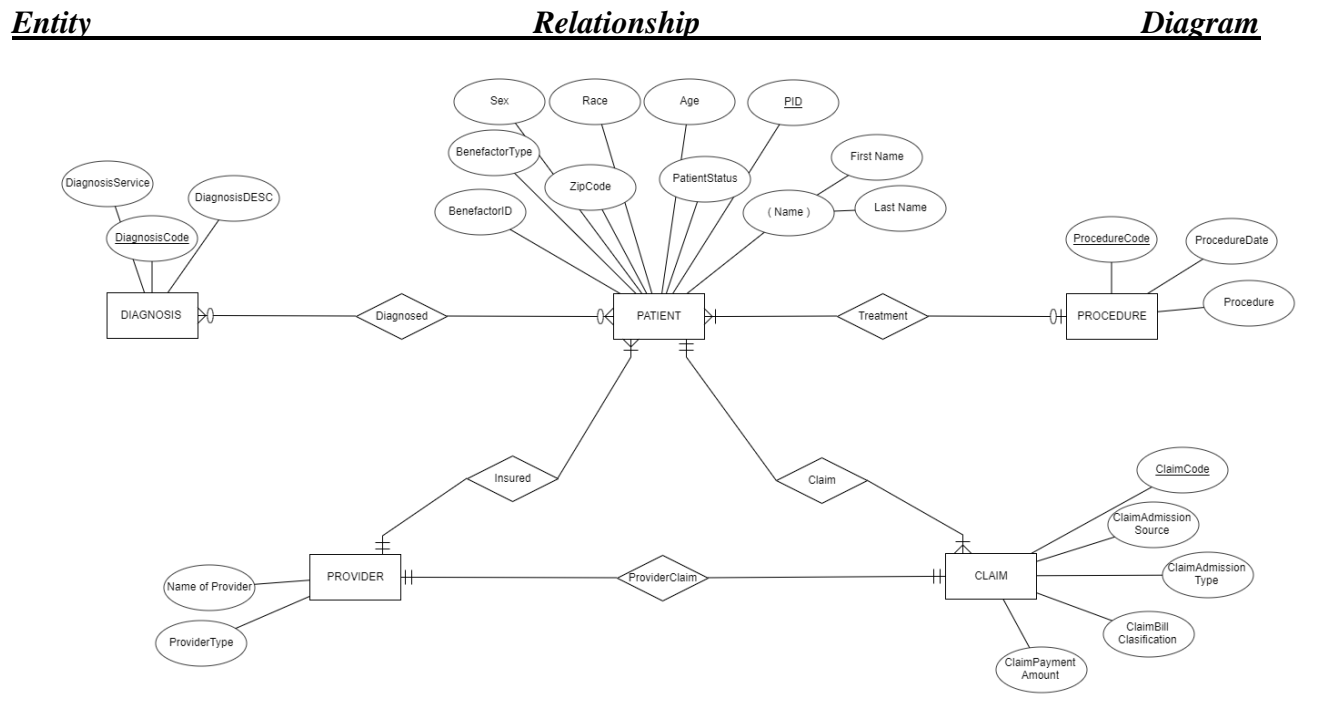 Entity Relationship Diagram
Sex
Race
Age
PID
BenefactorType
First Name
DiagnosisService
ZipCode
PatientStatus
DiagnosisDESC
BenefactorID
( Name )
Last Name
DiagnosisCode
ProcedureCode
ProcedureDate
Procedure
DIAGNOSIS
Diagnosed
PATIENT
Treatment
PROCEDURE
Insured
Claim
ClaimCode
ClaimAdmission
Source
PROVIDER
ProviderClaim
CLAIM
ClaimAdmission
Type
Name of Provider
ProviderType
ClaimBill
Clasification
ClaimPayment
Amount